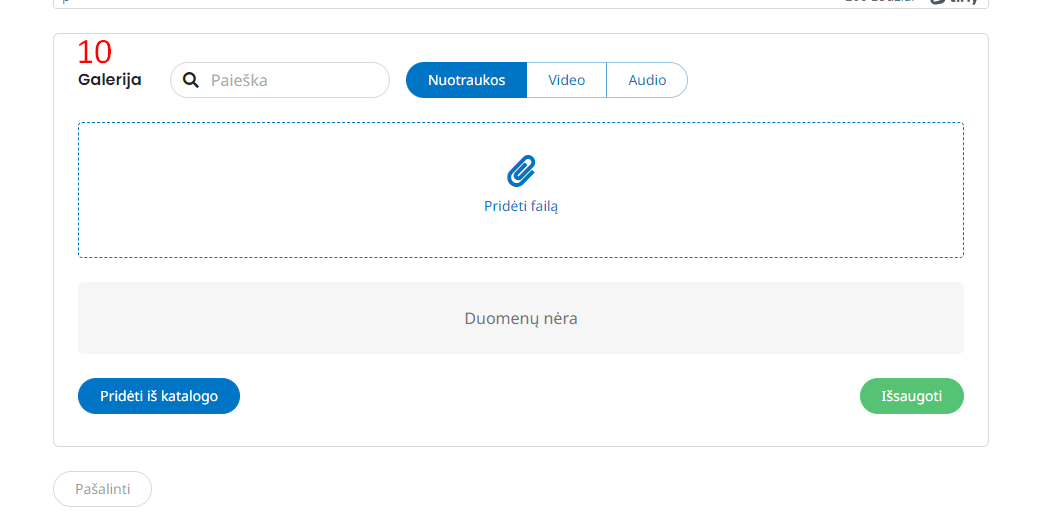 10
Galerija
Paieška
Nuotraukos
Video
Audio
Pridėti failą
Duomenų nėra
Pridėti iš katalogo
Išsaugoti
Pašalinti